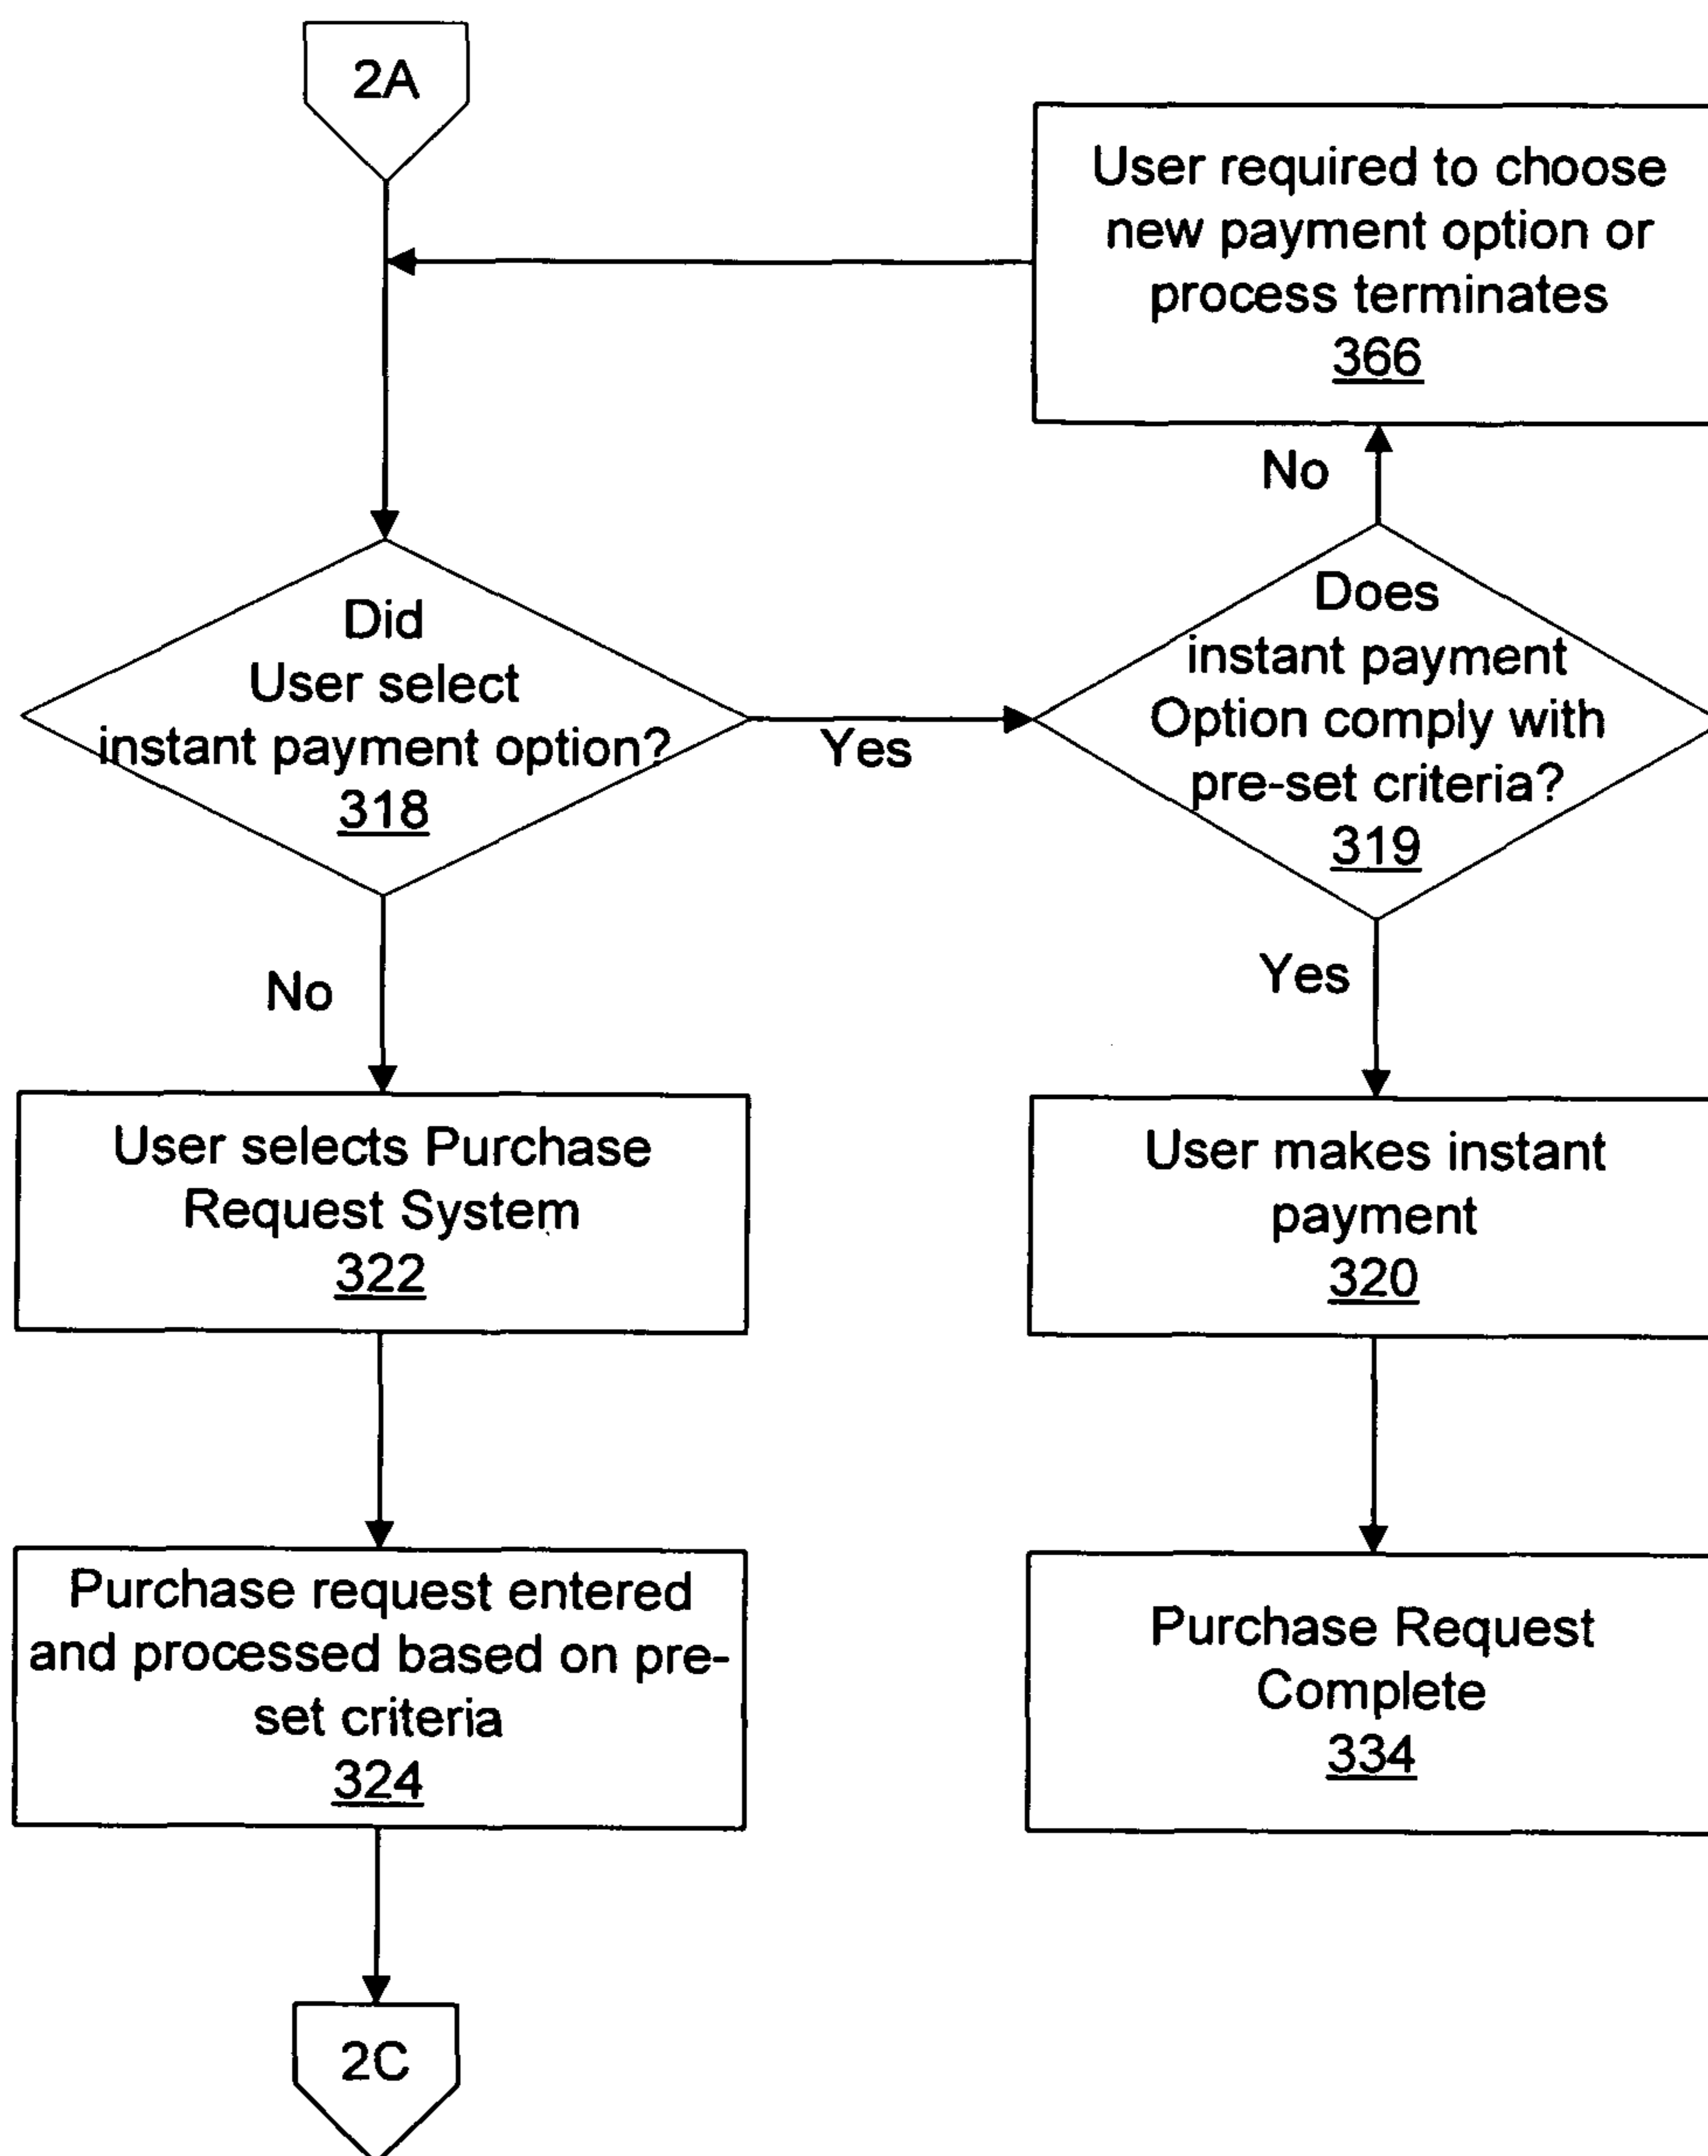 2A
User required to choose
new payment option or
process terminates
366
No
Did
User select
instant payment option?
318
Yes
Does
instant payment
Option comply with
pre-set criteria?
319
No
Yes
User selects Purchase
Request System
322
User makes instant
payment
320
Purchase request entered
and processed based on pre-
set criteria
324
Purchase Request
Complete
334
2C